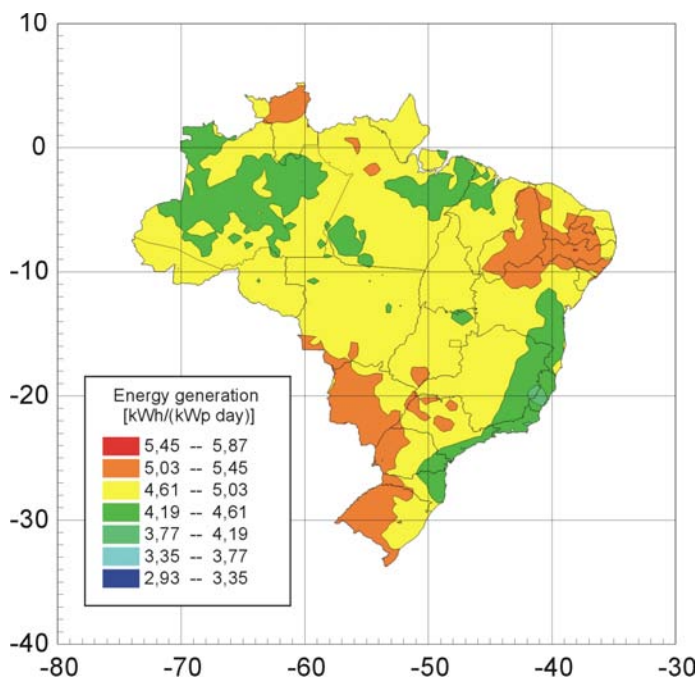 10
0
-10
-20
-30
-40
Energy generation
[kWh/(kWp day)]
5,45 -- 5,87
5,03 -- 5,45
4,61 -- 5,03
4,19 -- 4,61
3,77 -- 4,19
3,35 -- 3,77
2,93 -- 3,35
-80 -70 -60 -50 -40 -30